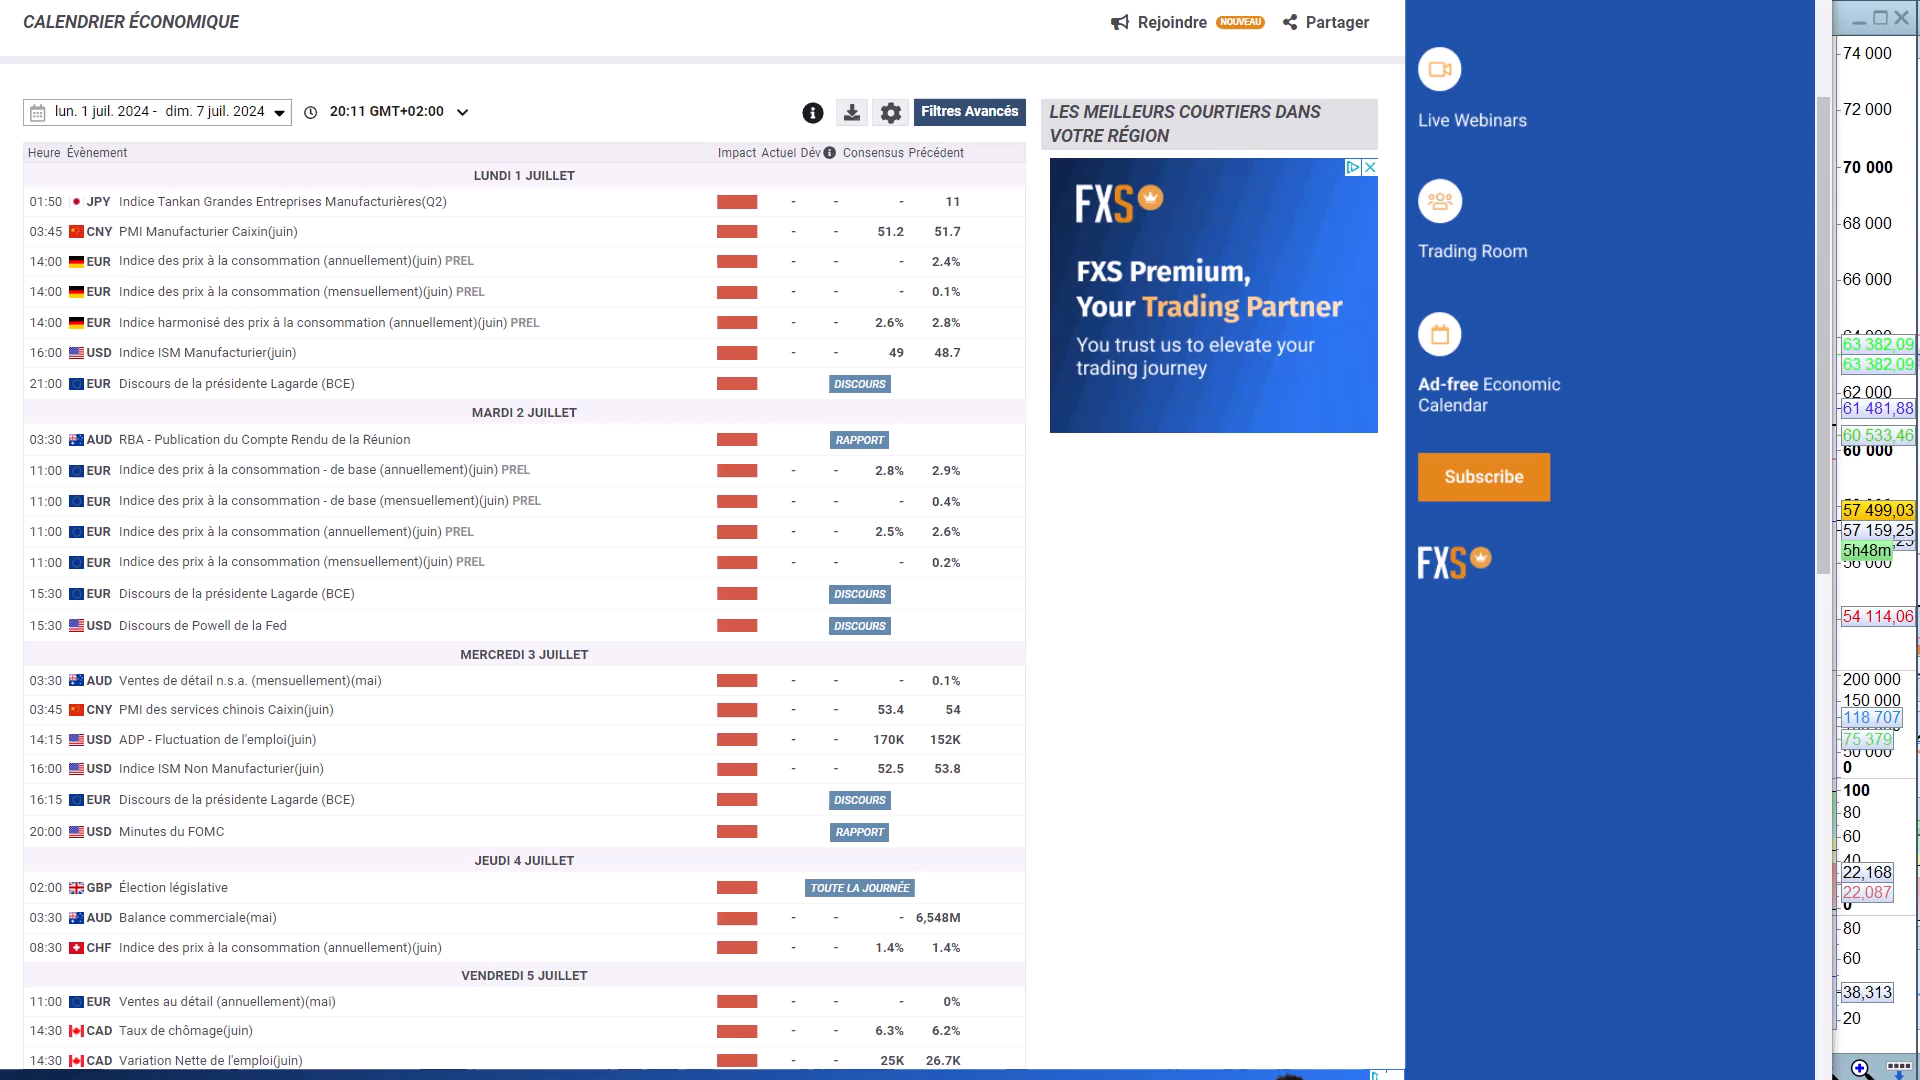 CALENDRIER ÉCONOMIQUE
Rejoindre NOUVEAU Partager
lun. 1 juil. 2024 - dim. 7 juil. 2024 20:11 GMT+02:00 Filtres Avancés
Heure Évènement Impact Actuel Dév Consensus Précédent
LUNDI 1 JUILLET
01:50 JPY Indice Tankan Grandes Entreprises Manufacturières(Q2) - - - 11
03:45 CNY PMI Manufacturier Caixin(juin) - - 51.2 51.7
14:00 EUR Indice des prix à la consommation (annuellement)(juin) PREL - - - 2.4%
14:00 EUR Indice des prix à la consommation (mensuellement)(juin) PREL - - - 0.1%
14:00 EUR Indice harmonisé des prix à la consommation (annuellement)(juin) PREL - - 2.6% 2.8%
16:00 USD Indice ISM Manufacturier(juin) - - 49 48.7
21:00 EUR Discours de la présidente Lagarde (BCE) DISCOURS
MARDI 2 JUILLET
03:30 AUD RBA - Publication du Compte Rendu de la Réunion RAPPORT
11:00 EUR Indice des prix à la consommation - de base (annuellement)(juin) PREL - - 2.8% 2.9%
11:00 EUR Indice des prix à la consommation - de base (mensuellement)(juin) PREL - - - 0.4%
11:00 EUR Indice des prix à la consommation (annuellement)(juin) PREL - - 2.5% 2.6%
11:00 EUR Indice des prix à la consommation (mensuellement)(juin) PREL - - - 0.2%
15:30 EUR Discours de la présidente Lagarde (BCE) DISCOURS
15:30 USD Discours de Powell de la Fed DISCOURS
MERCREDI 3 JUILLET
03:30 AUD Ventes de détail n.s.a. (mensuellement)(mai) - - - 0.1%
03:45 CNY PMI des services chinois Caixin(juin) - - 53.4 54
14:15 USD ADP - Fluctuation de l'emploi(juin) - - 170K 152K
16:00 USD Indice ISM Non Manufacturier(juin) - - 52.5 53.8
16:15 EUR Discours de la présidente Lagarde (BCE) DISCOURS
20:00 USD Minutes du FOMC RAPPORT
JEUDI 4 JUILLET
02:00 GBP Élection législative TOUTE LA JOURNÉE
03:30 AUD Balance commerciale(mai) - - - 6,548M
08:30 CHF Indice des prix à la consommation (annuellement)(juin) - - 1.4% 1.4%
VENDREDI 5 JUILLET
11:00 EUR Ventes au détail (annuellement)(mai) - - - 0%
14:30 CAD Taux de chômage(juin) - - 6.3% 6.2%
14:30 CAD Variation Nette de l'emploi(juin) - - 25K 26.7K
LES MEILLEURS COURTIERS DANS
VOTRE RÉGION
FXS
FXS Premium,
Your Trading Partner
You trust us to elevate your
trading journey
Live Webinars
Trading Room
Ad-free Economic
Calendar
Subscribe
FXS
74 000
72 000
70 000
68 000
66 000
63 382,09
63 382,09
62 000
61 481,88
60 533,46
60 000
57 499,03
57 159,25
5h48m
56 000
54 114,06
200 000
150 000
118 707
75 379
50 000
0
100
80
60
40
22,168
22,087
0
80
60
38,313
20